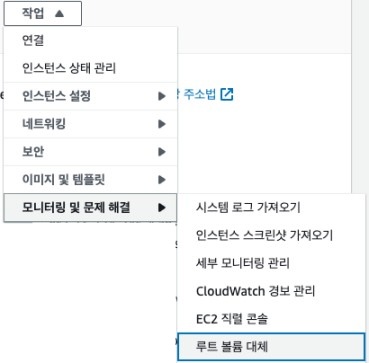 작업
연결
인스턴스 상태 관리
인스턴스 설정
주소법
네트워킹
보안
이미지 및 템플릿
모니터링 및 문제 해결
시스템 로그 가져오기
인스턴스 스크린샷 가져오기
세부 모니터링 관리
CloudWatch 경보 관리
EC2 직렬 콘솔
루트 볼륨 대체